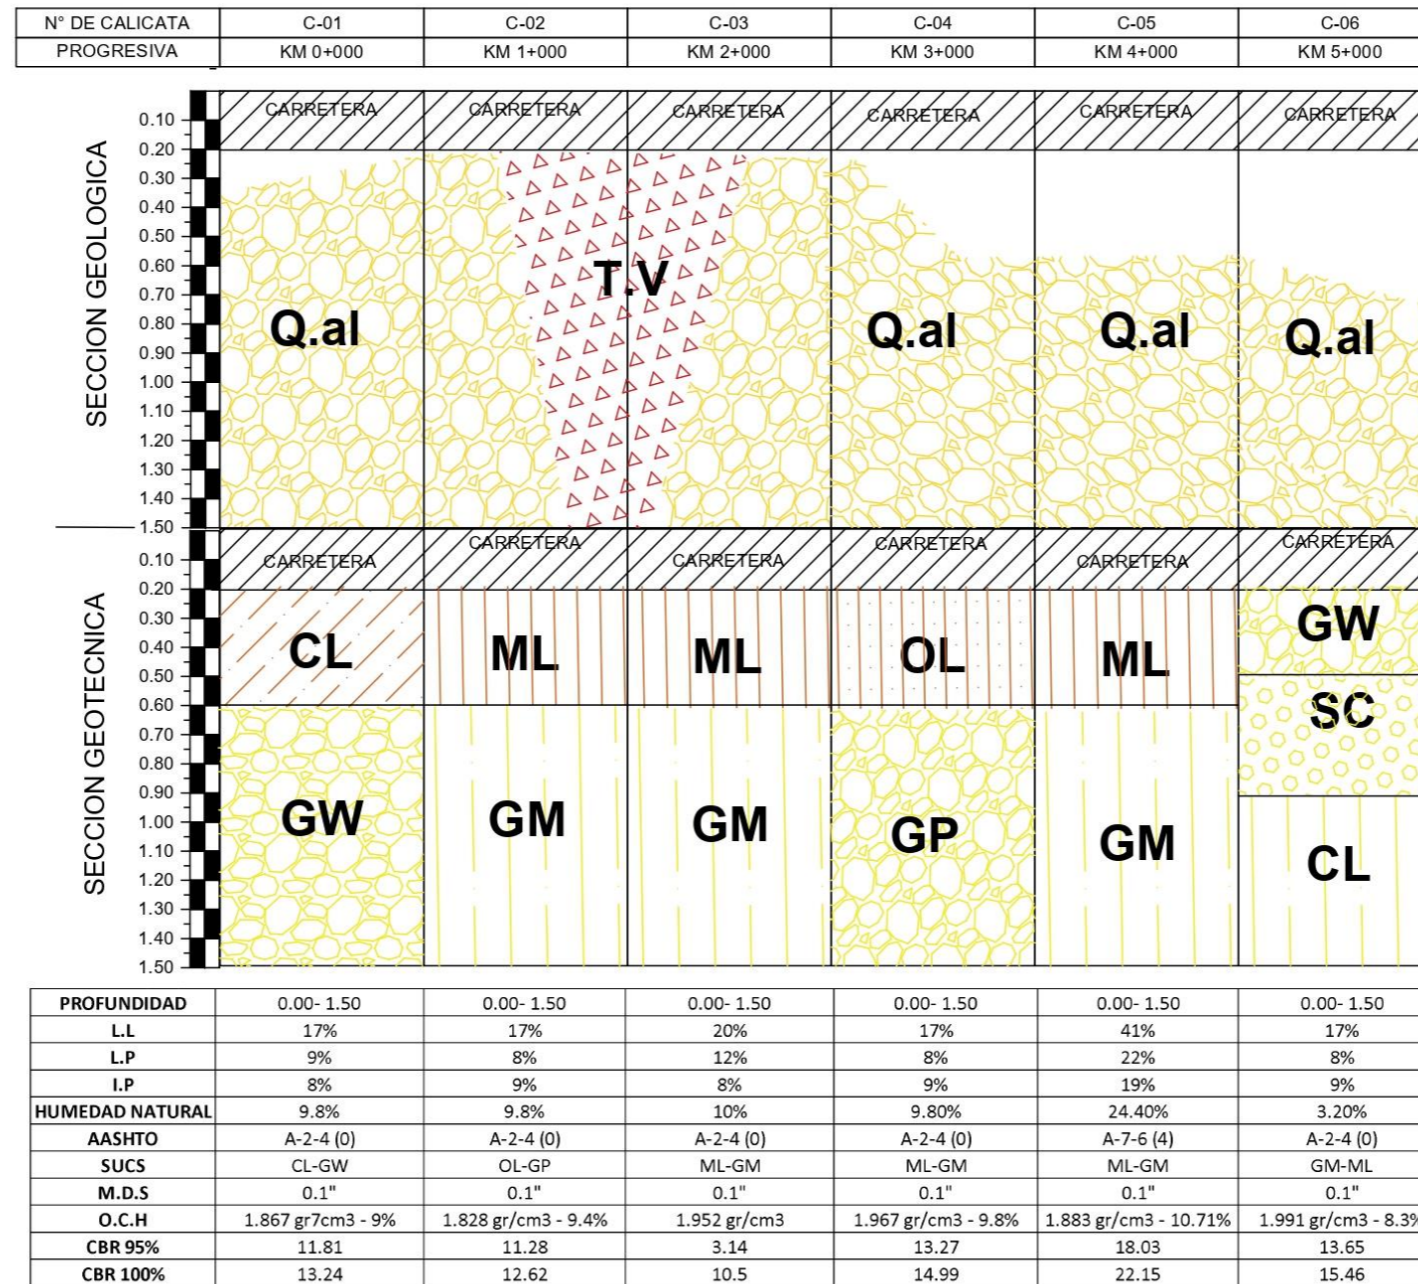 N° DE CALICATA C-01 C-02 C-03 C-04 C-05 C-06
PROGRESIVA KM 0+000 KM 1+000 KM 2+000 KM 3+000 KM 4+000 KM 5+000
SECCION GEOLOGICA
0.10
0.20
0.30
0.40
0.50
0.60
0.70
0.80
0.90
1.00
1.10
1.20
1.30
1.40
1.50
CARRETERA CARRETERA CARRETERA CARRETERA CARRETERA CARRETERA
T.V
Q.al Q.al Q.al Q.al
SECCION GEOTECNICA
0.10
0.20
0.30
0.40
0.50
0.60
0.70
0.80
0.90
1.00
1.10
1.20
1.30
1.40
1.50
CARRETERA CARRETERA CARRETERA CARRETERA CARRETERA CARRETERA
CL ML ML OL ML GW
SC
GW GM GM GP GM CL
PROFUNDIDAD 0.00- 1.50 0.00- 1.50 0.00- 1.50 0.00- 1.50 0.00- 1.50 0.00- 1.50
L.L 17% 17% 20% 17% 41% 17%
L.P 9% 8% 12% 8% 22% 8%
I.P 8% 9% 8% 9% 19% 9%
HUMEDAD NATURAL 9.8% 9.8% 10% 9.80% 24.40% 3.20%
AASHTO A-2-4 (0) A-2-4 (0) A-2-4 (0) A-2-4 (0) A-7-6 (4) A-2-4 (0)
SUCS CL-GW OL-GP ML-GM ML-GM ML-GM GM-ML
M.D.S 0.1" 0.1" 0.1" 0.1" 0.1" 0.1"
O.C.H 1.867 gr7cm3 - 9% 1.828 gr/cm3 - 9.4% 1.952 gr/cm3 1.967 gr/cm3 - 9.8% 1.883 gr/cm3 - 10.71% 1.991 gr/cm3 - 8.3%
CBR 95% 11.81 11.28 3.14 13.27 18.03 13.65
CBR 100% 13.24 12.62 10.5 14.99 22.15 15.46